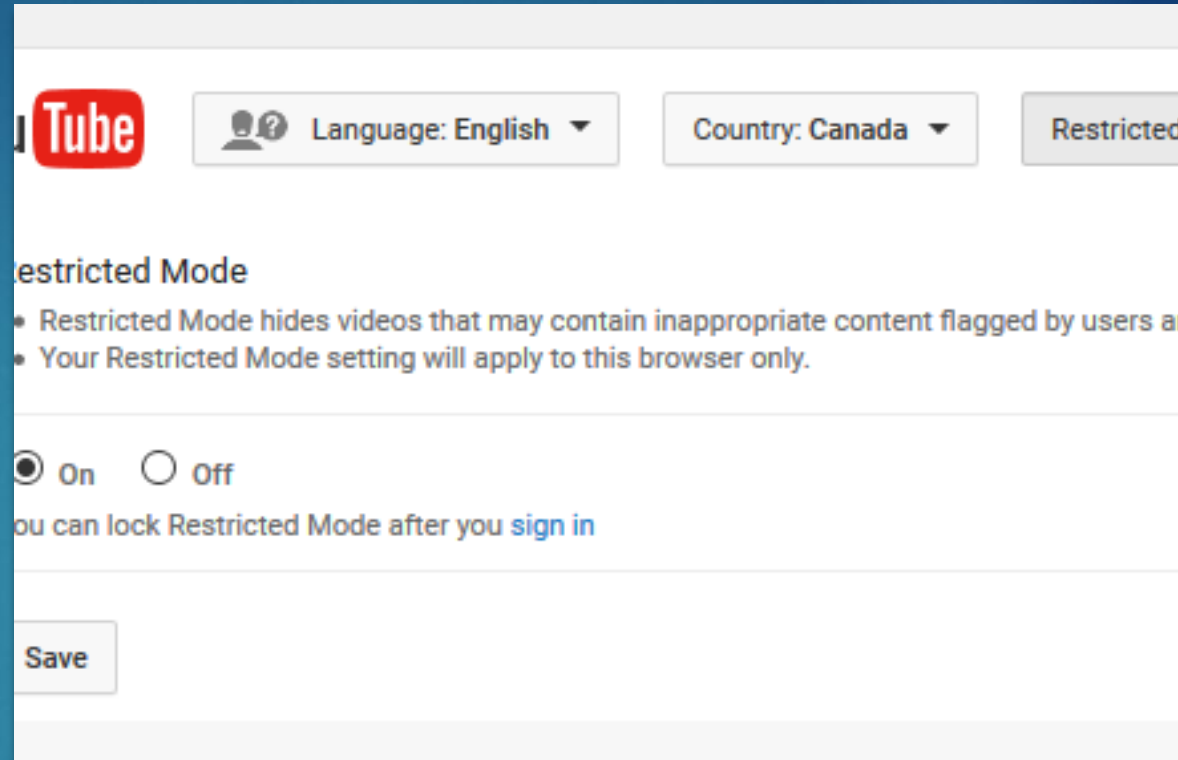 u Tube Language: English Country: Canada Restricted
estricted Mode
• Restricted Mode hides videos that may contain inappropriate content flagged by users a
• Your Restricted Mode setting will apply to this browser only.
On Off
ou can lock Restricted Mode after you sign in
Save